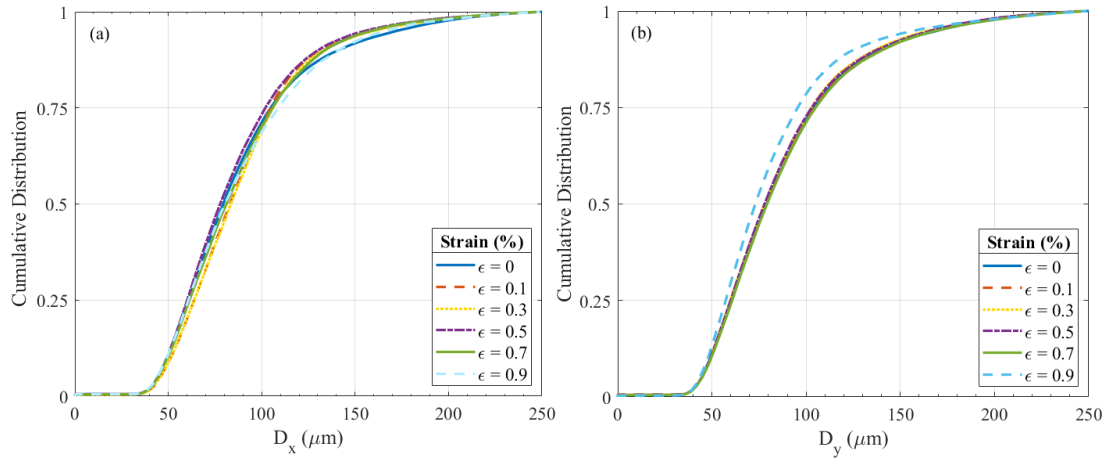 (a)
Cumulative Distribution
1
0.75
0.5
0.25
0
0 50 100 150 200 250
D_x (μm)
Strain (%)
ϵ = 0
ϵ = 0.1
ϵ = 0.3
ϵ = 0.5
ϵ = 0.7
ϵ = 0.9
(b)
Cumulative Distribution
1
0.75
0.5
0.25
0
0 50 100 150 200 250
D_y (μm)
Strain (%)
ϵ = 0
ϵ = 0.1
ϵ = 0.3
ϵ = 0.5
ϵ = 0.7
ϵ = 0.9